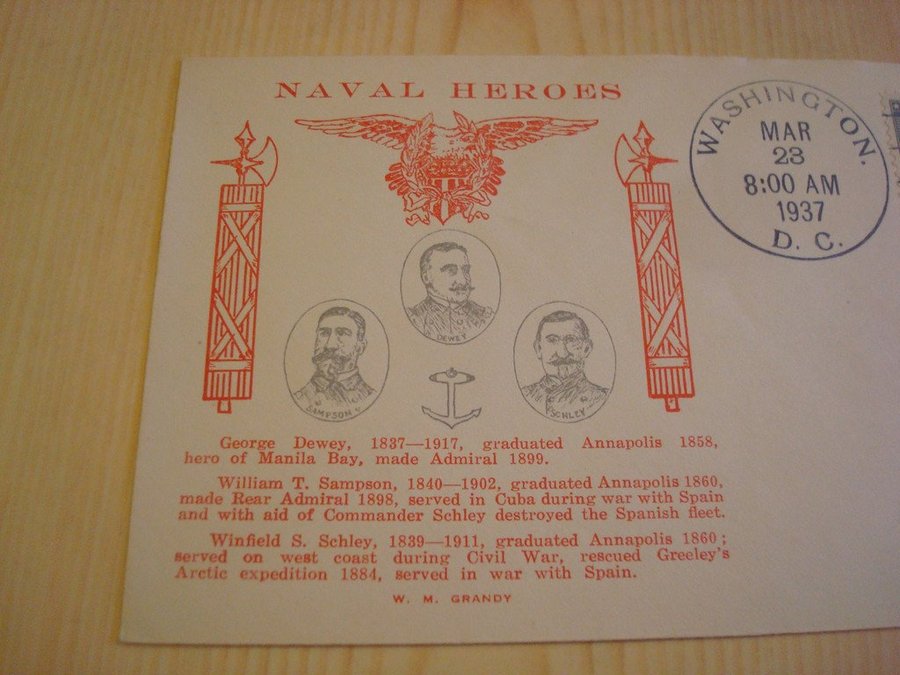 NAVAL HEROES
WASHINGTON,
MAR
23
8:00 AM
1937
D. C.
DEWEY
SAMPSON
SCHLEY
George Dewey, 1837—1917, graduated Annapolis 1858,
hero of Manila Bay, made Admiral 1899.
William T. Sampson, 1840—1902, graduated Annapolis 1860,
made Rear Admiral 1898, served in Cuba during war with Spain
and with aid of Commander Schley destroyed the Spanish fleet.
Winfield S. Schley, 1839—1911, graduated Annapolis 1860;
served on west coast during Civil War, rescued Greeley's
Arctic expedition 1884, served in war with Spain.
W. M. GRANDY